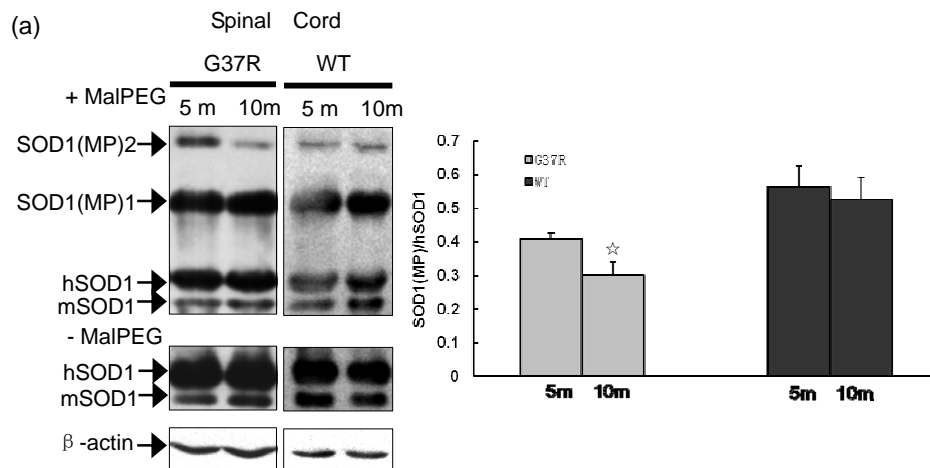 (a)
Spinal Cord
G37R WT
+ MalPEG
5 m 10m 5 m 10m
SOD1(MP)2
SOD1(MP)1
hSOD1
mSOD1
- MalPEG
hSOD1
mSOD1
β-actin
SOD1(MP)/hSOD1
0.7
0.6
0.5
0.4
0.3
0.2
0.1
0
G37R
WT
☆
5m 10m 5m 10m